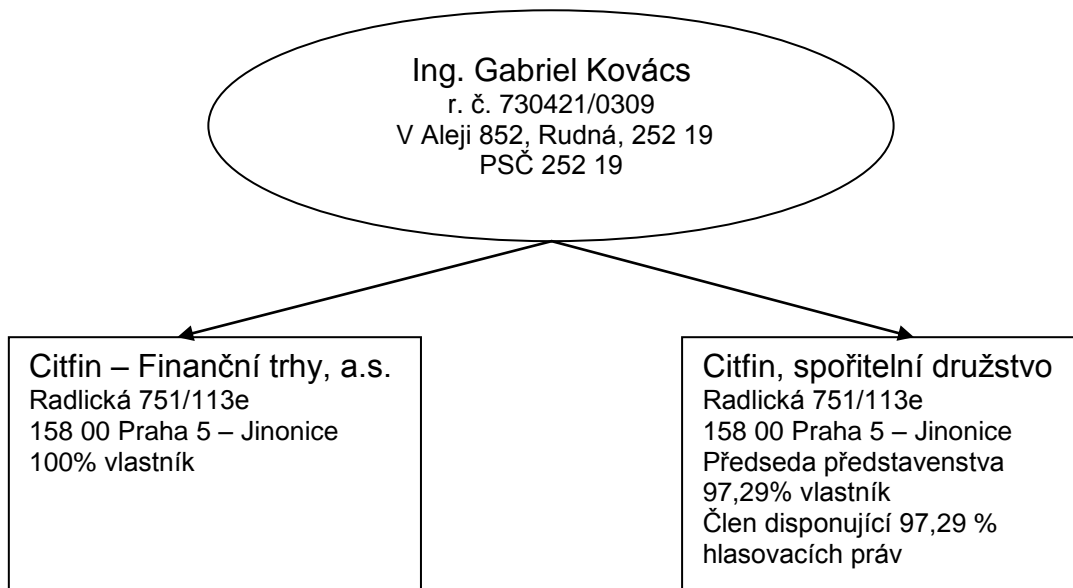 Ing. Gabriel Kovács
r. č. 730421/0309
V Aleji 852, Rudná, 252 19
PSČ 252 19
Citfin – Finanční trhy, a.s.
Radlická 751/113e
158 00 Praha 5 – Jinonice
100% vlastník
Citfin, spořitelní družstvo
Radlická 751/113e
158 00 Praha 5 – Jinonice
Předseda představenstva
97,29% vlastník
Člen disponující 97,29 %
hlasovacích práv